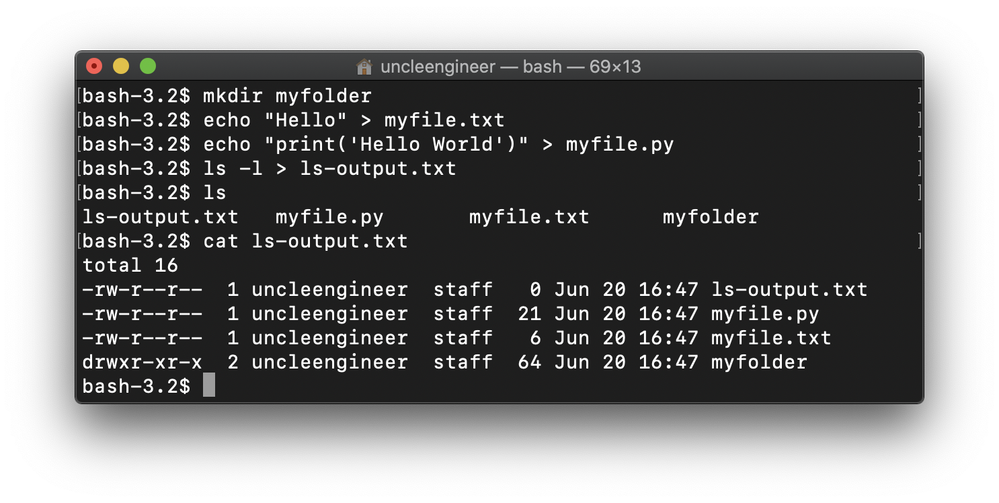 uncleengineer — bash — 69×13
[bash-3.2$ mkdir myfolder ]
[bash-3.2$ echo "Hello" > myfile.txt ]
[bash-3.2$ echo "print('Hello World')" > myfile.py ]
[bash-3.2$ ls -l > ls-output.txt ]
[bash-3.2$ ls ]
ls-output.txt   myfile.py       myfile.txt      myfolder
[bash-3.2$ cat ls-output.txt ]
total 16
-rw-r--r--  1 uncleengineer  staff   0 Jun 20 16:47 ls-output.txt
-rw-r--r--  1 uncleengineer  staff  21 Jun 20 16:47 myfile.py
-rw-r--r--  1 uncleengineer  staff   6 Jun 20 16:47 myfile.txt
drwxr-xr-x  2 uncleengineer  staff  64 Jun 20 16:47 myfolder
bash-3.2$